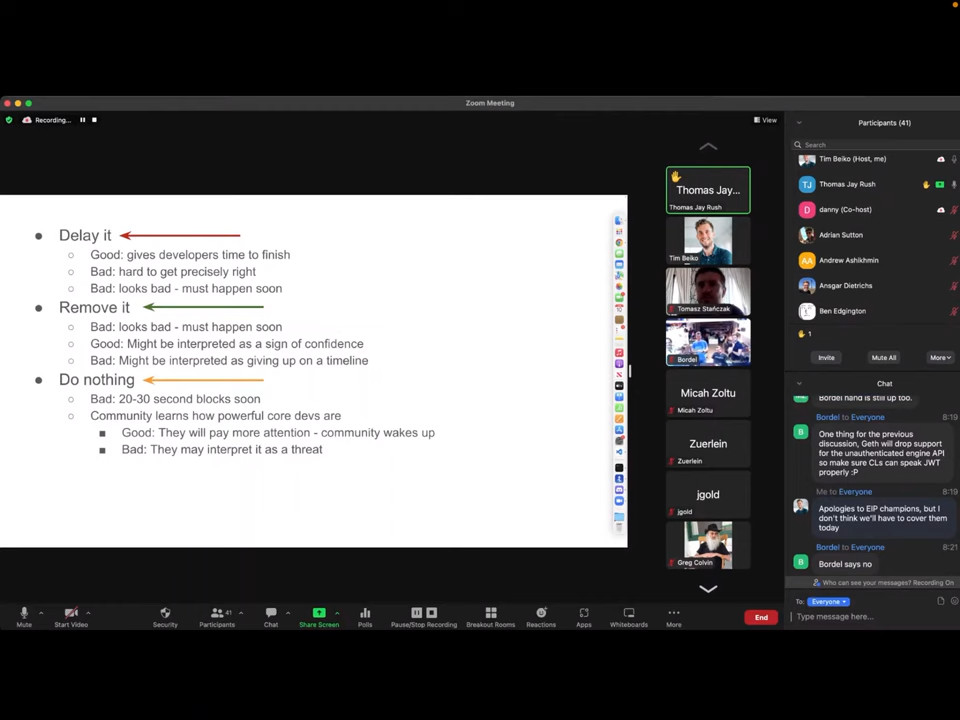 Zoom Meeting
Recording...
View
Delay it
Good: gives developers time to finish
Bad: hard to get precisely right
Bad: looks bad - must happen soon
Remove it
Bad: looks bad - must happen soon
Good: Might be interpreted as a sign of confidence
Bad: Might be interpreted as giving up on a timeline
Do nothing
Bad: 20-30 second blocks soon
Community learns how powerful core devs are
Good: They will pay more attention - community wakes up
Bad: They may interpret it as a threat
Thomas Jay...
Thomas Jay Rush
Tim Beiko
Tomasz Stańczak
Bordel
Micah Zoltu
Micah Zoltu
Zuerlein
Zuerlein
jgold
jgold
Greg Colvin
Participants (41)
Search
Tim Beiko (Host, me)
TJ
Thomas Jay Rush
D
danny (Co-host)
Adrian Sutton
AA
Andrew Ashikhmin
Ansgar Dietrichs
Ben Edgington
1
Invite
Mute All
More
Chat
Bordel hand is still up too.
Bordel to Everyone
8:19
B
One thing for the previous
discussion, Geth will drop support
for the unauthenticated engine API
so make sure CLs can speak JWT
properly :P
Me to Everyone
8:19
Apologies to EIP champions, but I
don't think we'll have to cover them
today
Bordel to Everyone
8:21
B
Bordel says no
Who can see your messages? Recording On
To:
Everyone
Type message here...
Mute
Start Video
Security
41
Participants
Chat
Share Screen
Polls
Pause/Stop Recording
Breakout Rooms
Reactions
Apps
Whiteboards
More
End